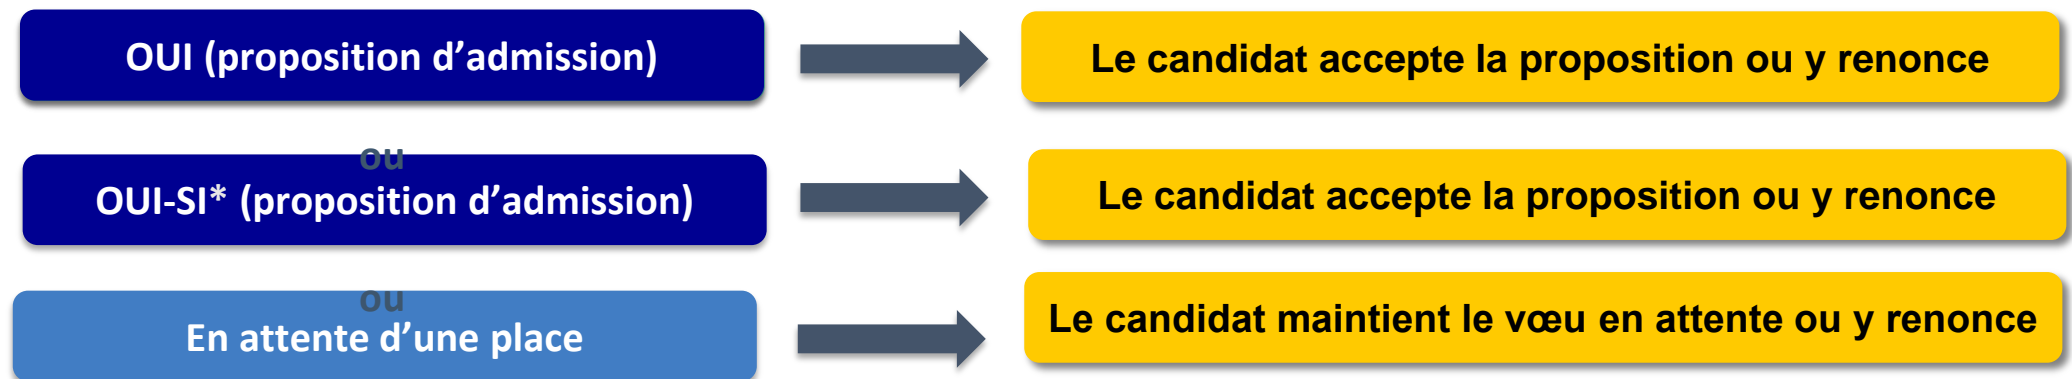 OUI (proposition d’admission)
Le candidat accepte la proposition ou y renonce
ou
OUI-SI* (proposition d’admission)
Le candidat accepte la proposition ou y renonce
ou
En attente d’une place
Le candidat maintient le vœu en attente ou y renonce